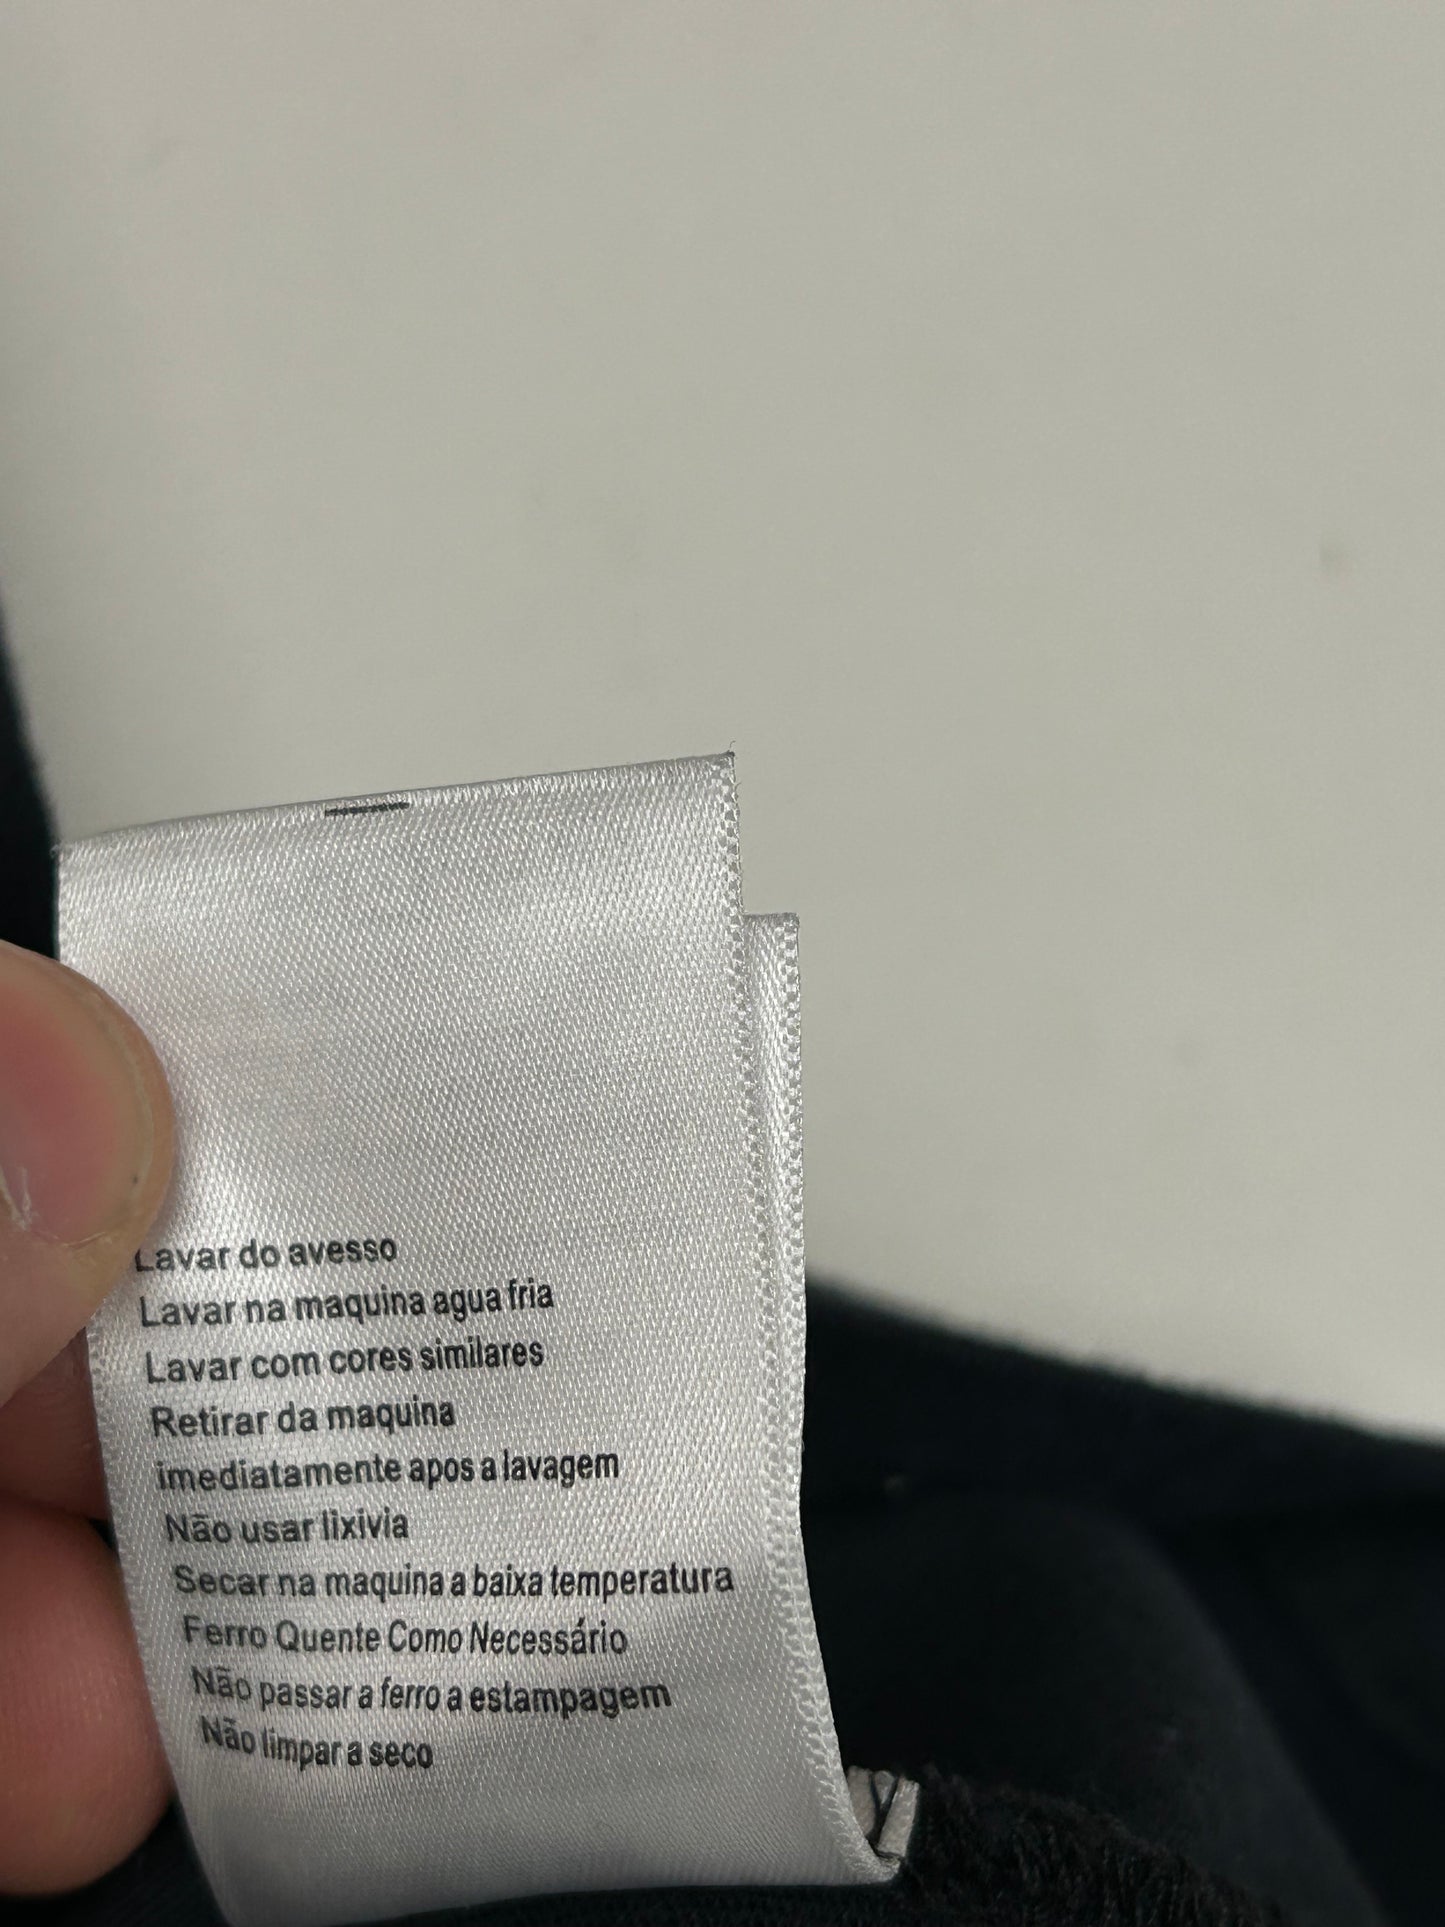 Lavar do avesso
Lavar na maquina agua fria
Lavar com cores similares
Retirar da maquina
imediatamente apos a lavagem
Não usar lixivia
Secar na maquina a baixa temperatura
Ferro Quente Como Necessário
Não passar a ferro a estampagem
Não limpar a seco